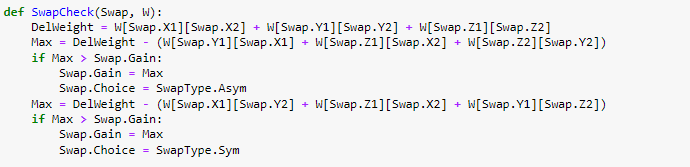 def SwapCheck(Swap, W):
    DelWeight = W[Swap.X1][Swap.X2] + W[Swap.Y1][Swap.Y2] + W[Swap.Z1][Swap.Z2]
    Max = DelWeight - (W[Swap.Y1][Swap.X1] + W[Swap.Z1][Swap.X2] + W[Swap.Z2][Swap.Y2])
    if Max > Swap.Gain:
        Swap.Gain = Max
        Swap.Choice = SwapType.Asym
    Max = DelWeight - (W[Swap.X1][Swap.Y2] + W[Swap.Z1][Swap.X2] + W[Swap.Y1][Swap.Z2])
    if Max > Swap.Gain:
        Swap.Gain = Max
        Swap.Choice = SwapType.Sym